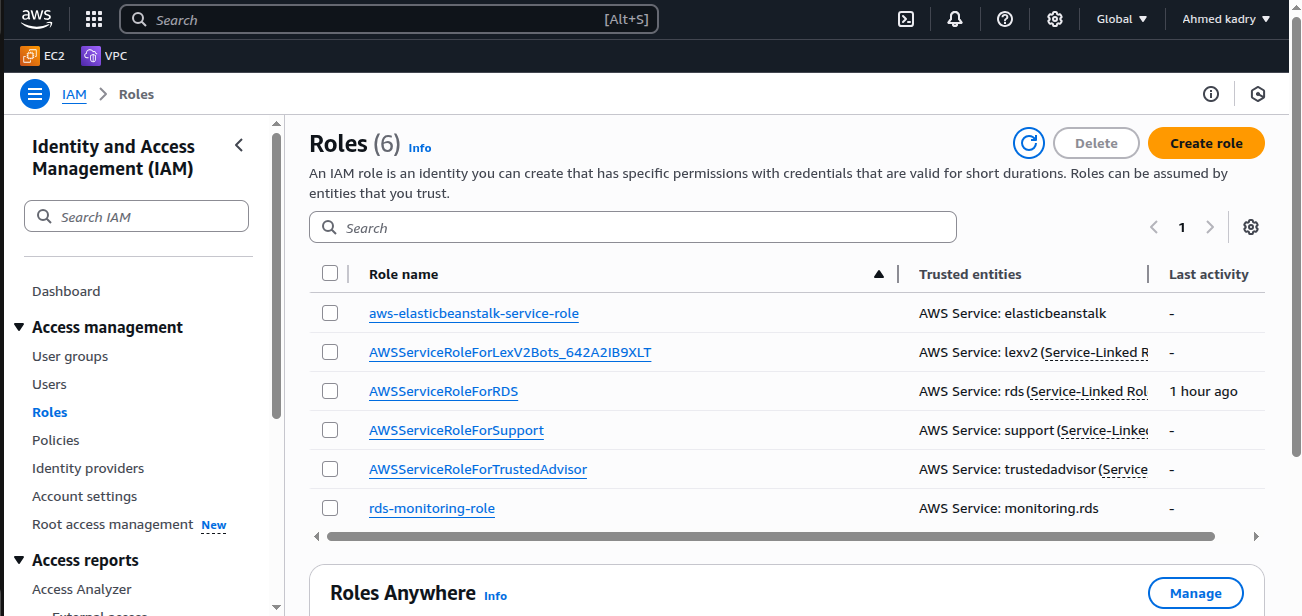 aws
Search [Alt+S]
Global
Ahmed kadry
EC2
VPC
IAM > Roles
Identity and Access
Management (IAM)
Search IAM
Dashboard
Access management
User groups
Users
Roles
Policies
Identity providers
Account settings
Root access management New
Access reports
Access Analyzer
Roles (6) Info
Delete
Create role
An IAM role is an identity you can create that has specific permissions with credentials that are valid for short durations. Roles can be assumed by
entities that you trust.
Search
1
Role name Trusted entities Last activity
aws-elasticbeanstalk-service-role AWS Service: elasticbeanstalk -
AWSServiceRoleForLexV2Bots_642A2IB9XLT AWS Service: lexv2 (Service-Linked R -
AWSServiceRoleForRDS AWS Service: rds (Service-Linked Rol 1 hour ago
AWSServiceRoleForSupport AWS Service: support (Service-Linked -
AWSServiceRoleForTrustedAdvisor AWS Service: trustedadvisor (Service -
rds-monitoring-role AWS Service: monitoring.rds -
Roles Anywhere Info
Manage